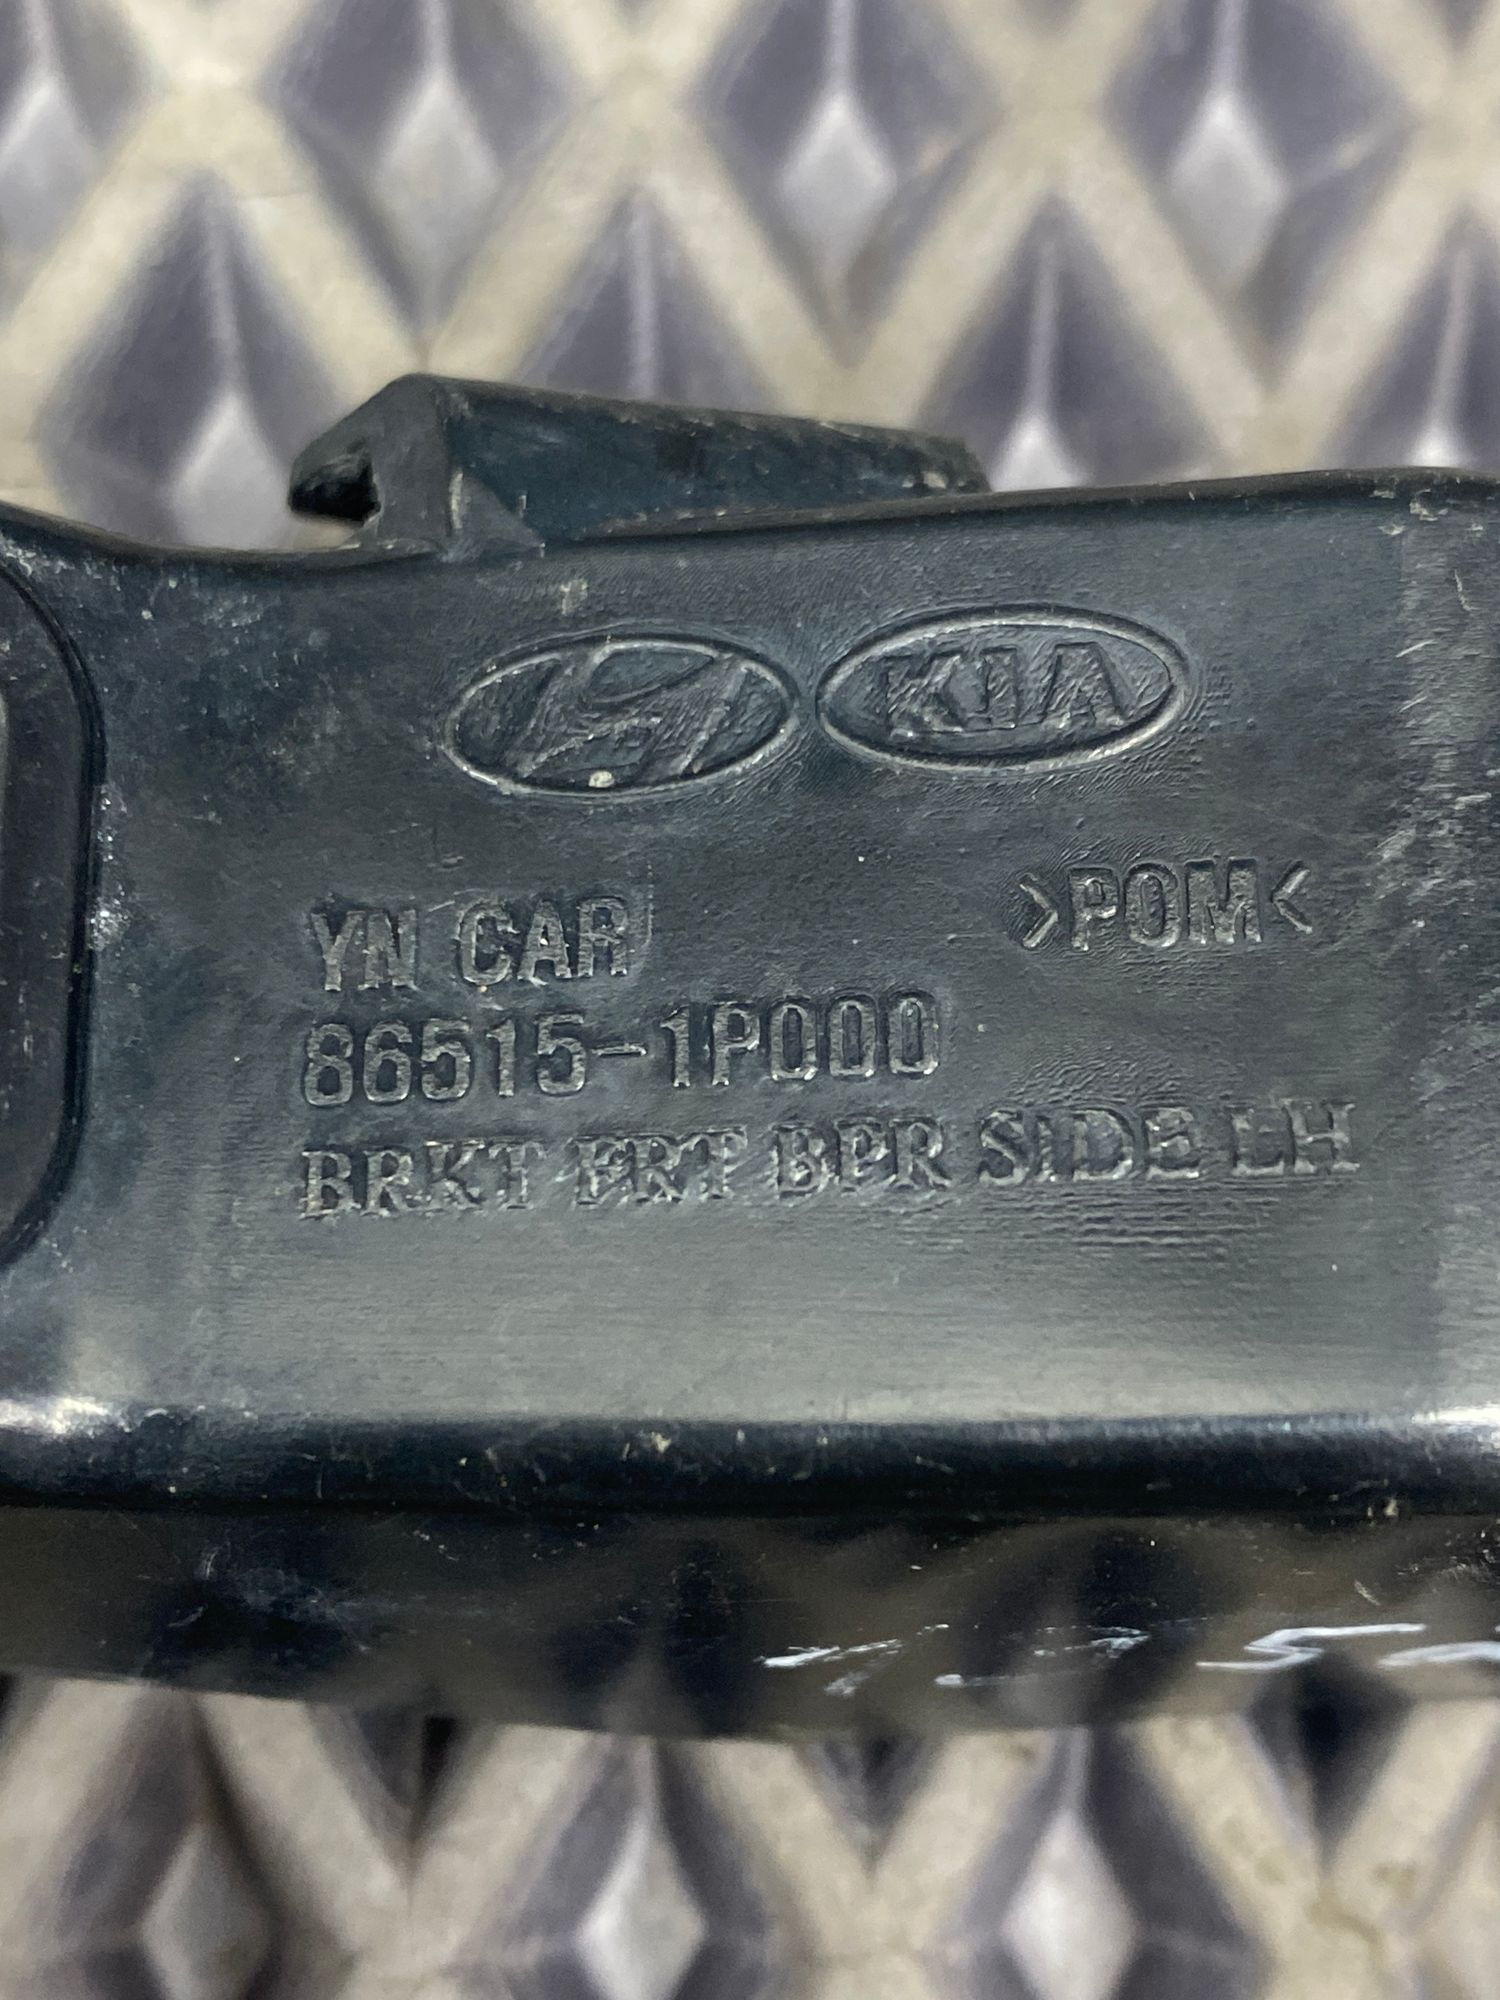 KIA
>POM<
YN CAR
86515-1P000
BRKT FRT BPR SIDE LH